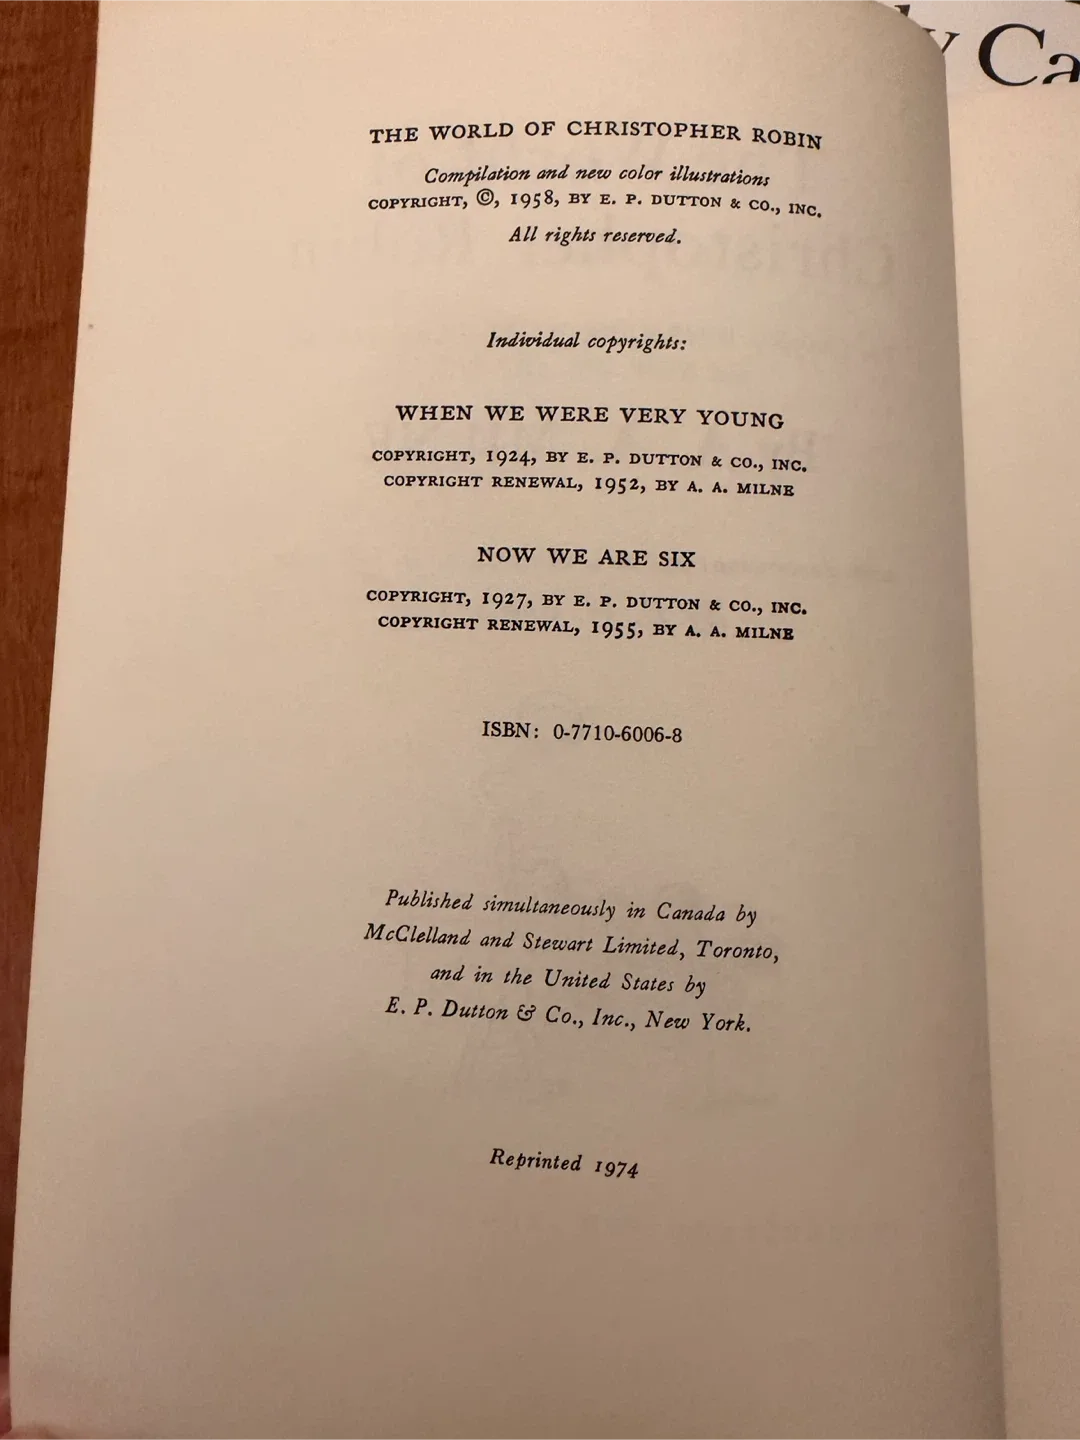 y Ca
THE WORLD OF CHRISTOPHER ROBIN
Compilation and new color illustrations
COPYRIGHT, ©, 1958, BY E. P. DUTTON & CO., INC.
All rights reserved.
Individual copyrights:
WHEN WE WERE VERY YOUNG
COPYRIGHT, 1924, BY E. P. DUTTON & CO., INC.
COPYRIGHT RENEWAL, 1952, BY A. A. MILNE
NOW WE ARE SIX
COPYRIGHT, 1927, BY E. P. DUTTON & CO., INC.
COPYRIGHT RENEWAL, 1955, BY A. A. MILNE
ISBN: 0-7710-6006-8
Published simultaneously in Canada by
McClelland and Stewart Limited, Toronto,
and in the United States by
E. P. Dutton & Co., Inc., New York.
Reprinted 1974